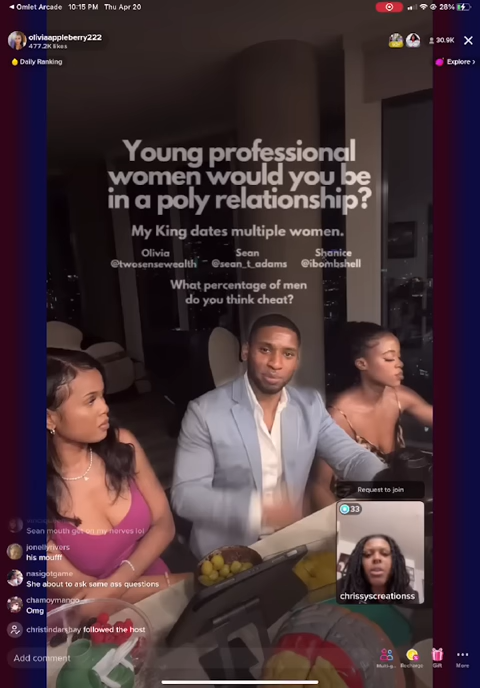 Omlet Arcade 10:15 PM Thu Apr 20 28%
oliviaappleberry222
477.2K likes
30.9K
Daily Ranking
Explore
Young professional
women would you be
in a poly relationship?
My King dates multiple women.
Olivia Sean Shanice
@twosensewealth @sean_t_adams @ibombshell
What percentage of men
do you think cheat?
Request to join
33
chrissyscreationss
Sean mouth get on my nerves lol
jonellyrivers
his moufff
nasigotgame
She about to ask same ass questions
chamoymango
Omg
followed the host
Add comment
Recharge Gift More